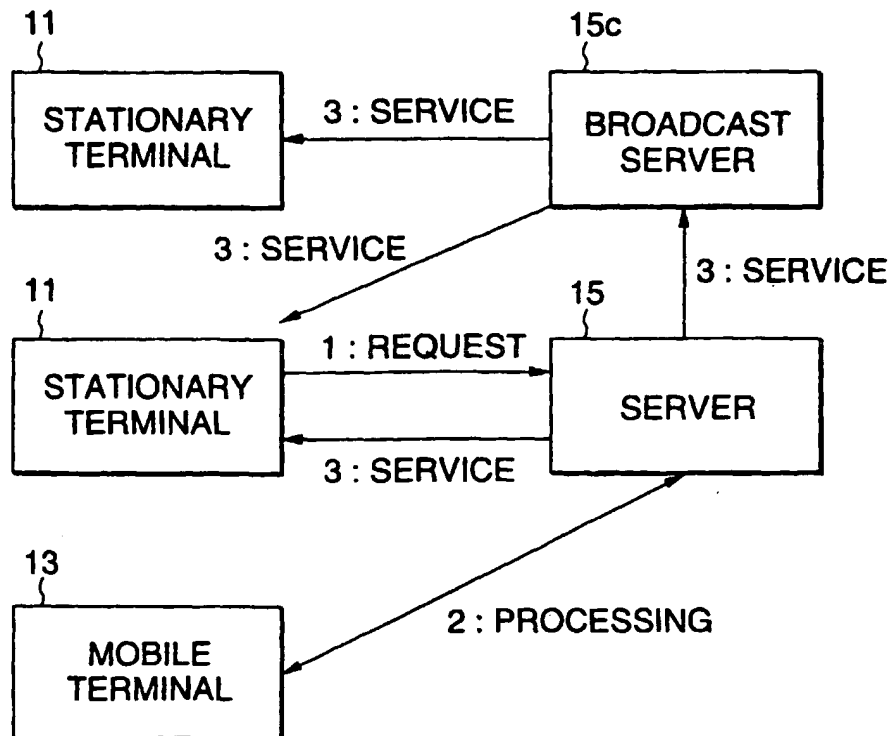 11
15c
STATIONARY
TERMINAL
3 : SERVICE
BROADCAST
SERVER
3 : SERVICE
3 : SERVICE
11
15
STATIONARY
TERMINAL
1 : REQUEST
SERVER
3 : SERVICE
13
2 : PROCESSING
MOBILE
TERMINAL